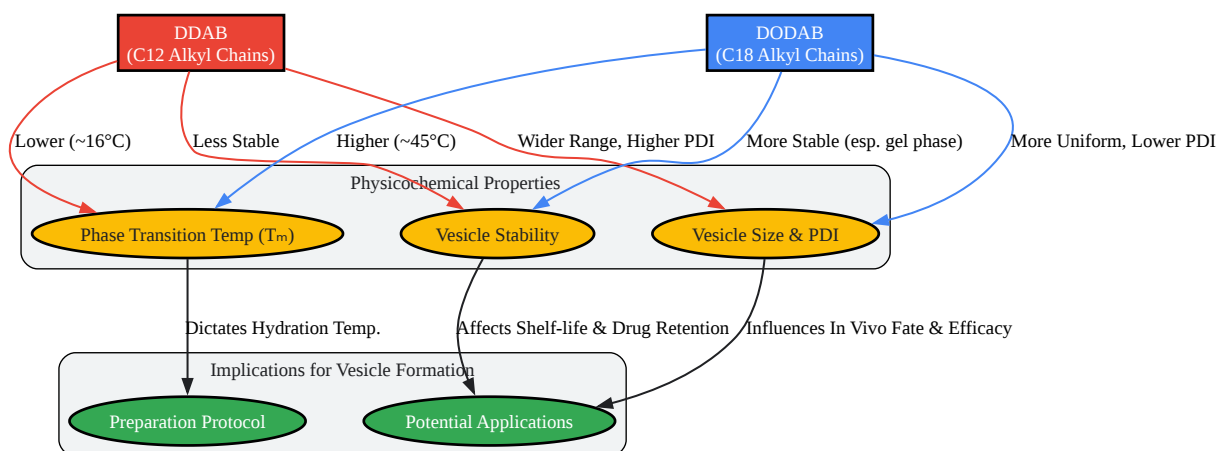 DDAB
(C12 Alkyl Chains)
DODAB
(C18 Alkyl Chains)
Lower (~16°C)
Less Stable
Higher (~45°C)
Wider Range, Higher PDI
More Stable (esp. gel phase)
More Uniform, Lower PDI
Physicochemical Properties
Phase Transition Temp (Tₘ)
Vesicle Stability
Vesicle Size & PDI
Dictates Hydration Temp.
Affects Shelf-life & Drug Retention
Influences In Vivo Fate & Efficacy
Implications for Vesicle Formation
Preparation Protocol
Potential Applications